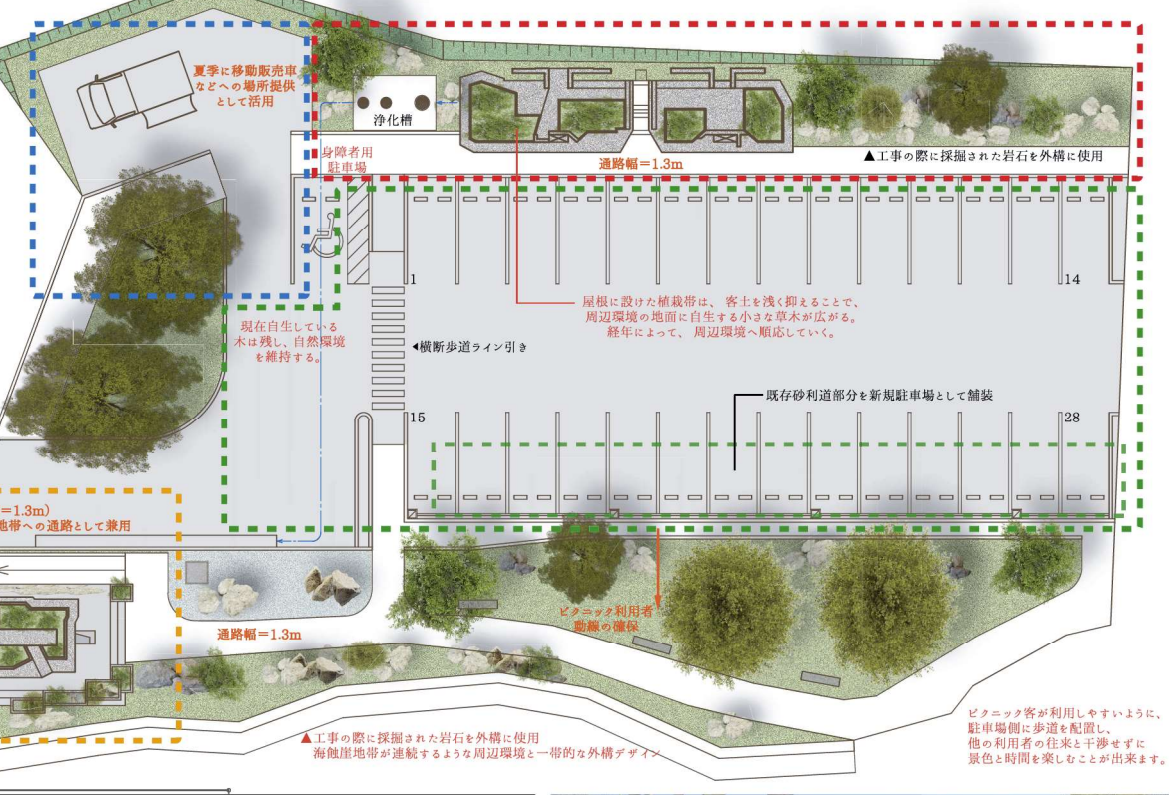 夏季に移動販売車
などへの場所提供
として活用
浄化槽
身障者用
駐車場
通路幅=1.3m
▲工事の際に採掘された岩石を外構に使用
1
14
屋根に設けた植栽帯は、客土を浅く抑えることで、
周辺環境の地面に自生する小さな草木が広がる。
経年によって、周辺環境へ順応していく。
現在自生している
木は残し、自然環境
を維持する。
◀横断歩道ライン引き
既存砂利道部分を新規駐車場として舗装
15
28
=1.3m)
地帯への通路として兼用
ピクニック利用者
動線の確保
通路幅=1.3m
▲工事の際に採掘された岩石を外構に使用
海蝕崖地帯が連続するような周辺環境と一帯的な外構デザイン
ピクニック客が利用しやすいように、
駐車場側に歩道を配置し、
他の利用者の往来と干渉せずに
景色と時間を楽しむことが出来ます。